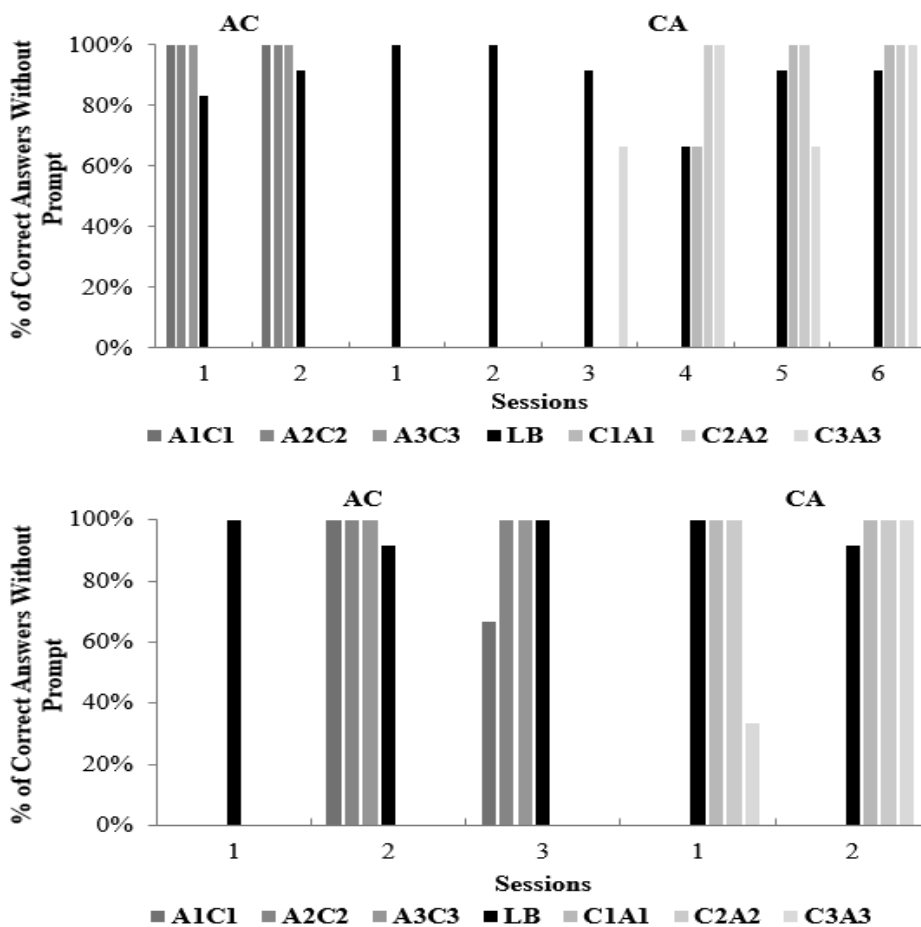 AC CA
% of Correct Answers Without
Prompt
100%
80%
60%
40%
20%
0%
1 2 1 2 3 4 5 6
Sessions
A1C1 A2C2 A3C3 LB C1A1 C2A2 C3A3
AC CA
% of Correct Answers Without
Prompt
100%
80%
60%
40%
20%
0%
1 2 3 1 2
Sessions
A1C1 A2C2 A3C3 LB C1A1 C2A2 C3A3